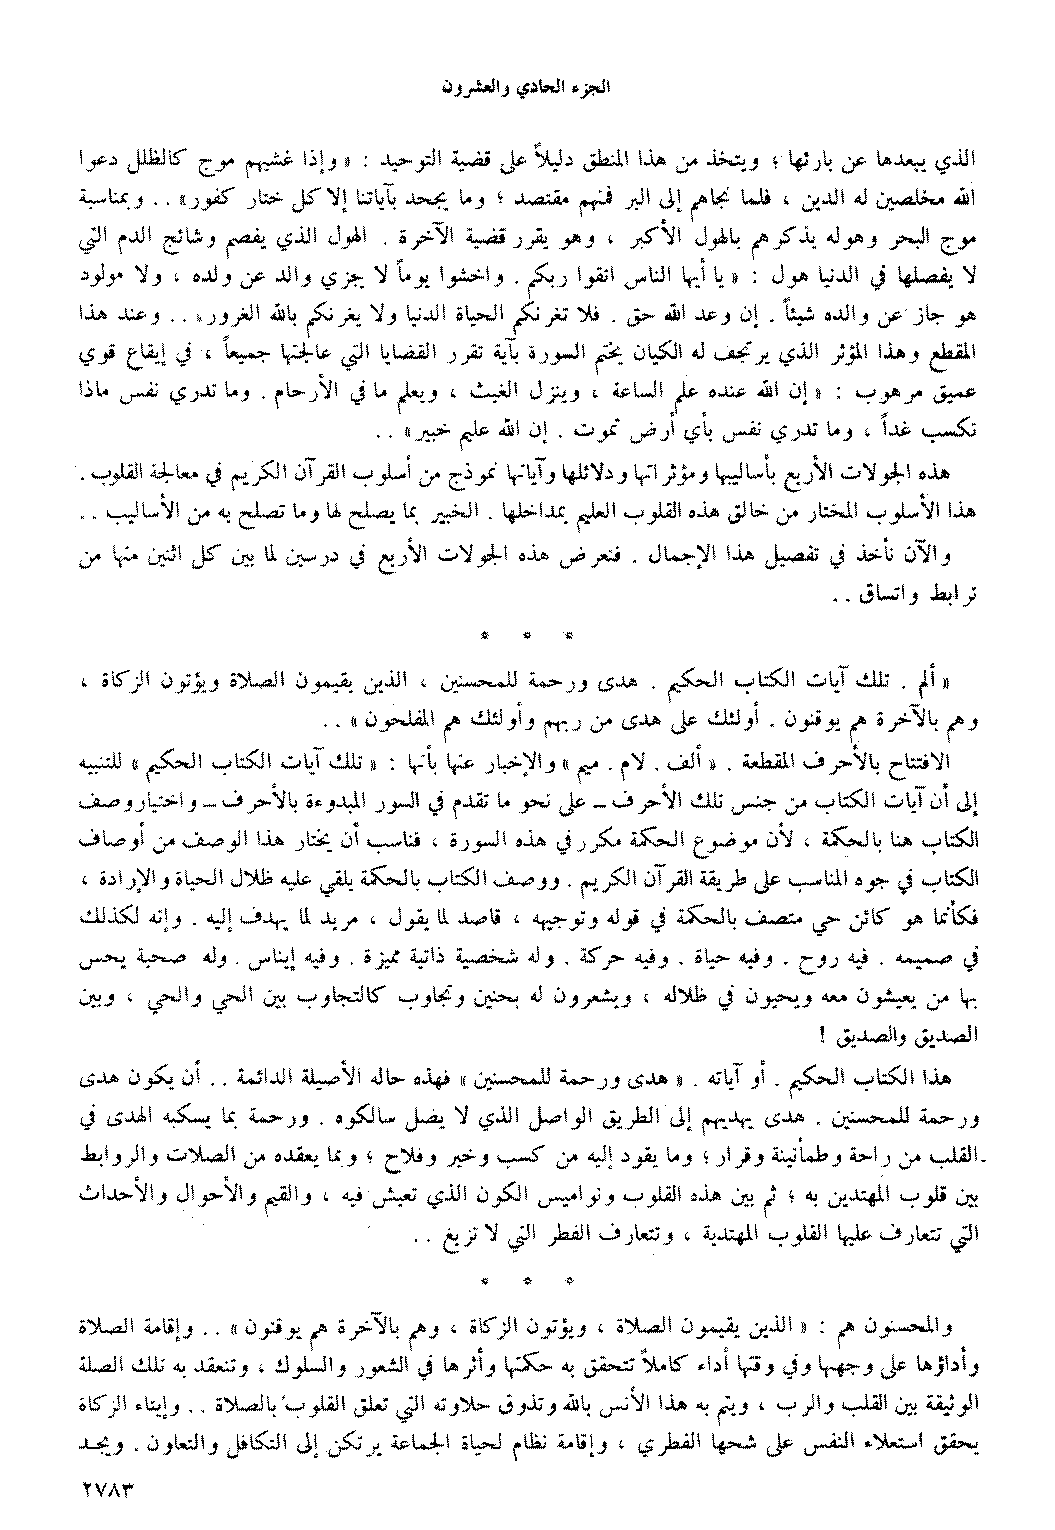 الجزء الحادي والعشرون
الذي يبعدها عن بارئها ؛ ويتخذ من هذا المنطق دليلاً على قضية التوحيد : « وإذا غشيهم موج كالظلل دعوا
الله مخلصين له الدين ، فلما نجاهم إلى البر فمنهم مقتصد ؛ وما يجحد بآياتنا إلا كل ختار كفور» .. وبمناسبة
موج البحر وهوله يذكرهم بالهول الأكبر ، وهو يقرر قضية الآخرة . الهول الذي يفصم وشائج الدم التي
لا يفصلها في الدنيا هول : « يا أيها الناس اتقوا ربكم . واخشوا يوماً لا يجزي والد عن ولده ، ولا مولود
هو جاز عن والده شيئاً . إن وعد الله حق . فلا تغرنكم الحياة الدنيا ولا يغرنكم بالله الغرور» .. وعند هذا
المقطع وهذا المؤثر الذي يرتجف له الكيان يختم السورة بآية تقرر القضايا التي عالجتها جميعاً ، في إيقاع قوي
عميق مرهوب : « إن الله عنده علم الساعة ، وينزل الغيث ، ويعلم ما في الأرحام . وما تدري نفس ماذا
تكسب غداً ، وما تدري نفس بأي أرض تموت . إن الله عليم خبير» ..
هذه الجولات الأربع بأساليبها ومؤثراتها ودلائلها وآياتها نموذج من أسلوب القرآن الكريم في معالجة القلوب .
هذا الأسلوب المختار من خالق هذه القلوب العليم بمداخلها . الخبير بما يصلح لها وما تصلح به من الأساليب ..
والآن نأخذ في تفصيل هذا الإجمال . فنعرض هذه الجولات الأربع في درسين لما بين كل اثنين منها من
ترابط واتساق ..
* * *
« ألم . تلك آيات الكتاب الحكيم . هدى ورحمة للمحسنين ، الذين يقيمون الصلاة ويؤتون الزكاة ،
وهم بالآخرة هم يوقنون . أولئك على هدى من ربهم وأولئك هم المفلحون » ..
الافتتاح بالأحرف المقطعة . « ألف . لام . ميم » والإخبار عنها بأنها : « تلك آيات الكتاب الحكيم » للتنبيه
إلى أن آيات الكتاب من جنس تلك الأحرف – على نحو ما تقدم في السور المبدوءة بالأحرف – واختيار وصف
الكتاب هنا بالحكمة ، لأن موضوع الحكمة مكرر في هذه السورة ، فناسب أن يختار هذا الوصف من أوصاف
الكتاب في جوه المناسب على طريقة القرآن الكريم . ووصف الكتاب بالحكمة يلقي عليه ظلال الحياة والإرادة ،
فكأنما هو كائن حي متصف بالحكمة في قوله وتوجيهه ، قاصد لما يقول ، مريد لما يهدف إليه . وإنه لكذلك
في صميمه . فيه روح . وفيه حياة . وفيه حركة . وله شخصية ذاتية مميزة . وفيه إيناس . وله صحبة يحس
بها من يعيشون معه ويحيون في ظلاله ، ويشعرون له بحنين وتجاوب كالتجاوب بين الحي والحي ، وبين
الصديق والصديق !
هذا الكتاب الحكيم . أو آياته . « هدى ورحمة للمحسنين » فهذه حاله الأصيلة الدائمة .. أن يكون هدى
ورحمة للمحسنين . هدى يهديهم إلى الطريق الواصل الذي لا يضل سالكوه . ورحمة بما يسكبه الهدى في
القلب من راحة وطمأنينة وقرار ؛ وما يقود إليه من كسب وخير وفلاح ؛ وبما يعقده من الصلات والروابط
بين قلوب المهتدين به ؛ ثم بين هذه القلوب ونواميس الكون الذي تعيش فيه ، والقيم والأحوال والأحداث
التي تتعارف عليها القلوب المهتدية ، وتتعارف الفطر التي لا تزيغ ..
* * *
والمحسنون هم : « الذين يقيمون الصلاة ، ويؤتون الزكاة ، وهم بالآخرة هم يوقنون » .. وإقامة الصلاة
وأداؤها على وجهها وفي وقتها أداء كاملاً تتحقق به حكمتها وأثرها في الشعور والسلوك ، وتنعقد به تلك الصلة
الوثيقة بين القلب والرب ، ويتم به هذا الأنس بالله وتذوق حلاوته التي تعلق القلوب بالصلاة .. وإيتاء الزكاة
يحقق استعلاء النفس على شحها الفطري ، وإقامة نظام لحياة الجماعة يرتكن إلى التكافل والتعاون . ويجد
٢٧٨٣